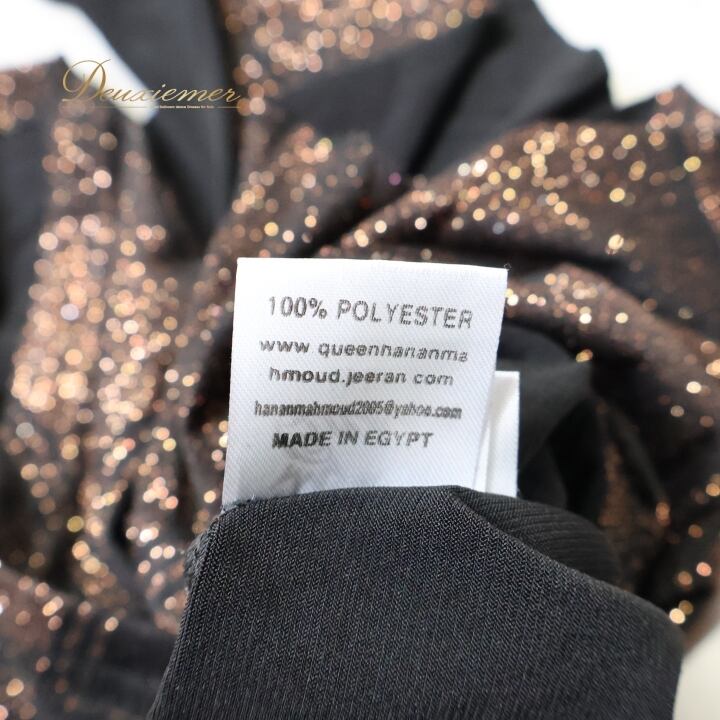 Deuxiemer
100% POLYESTER
www queenhananma
hmoud.jeeran com
hananmahmoud2005@yahoo.com
MADE IN EGYPT